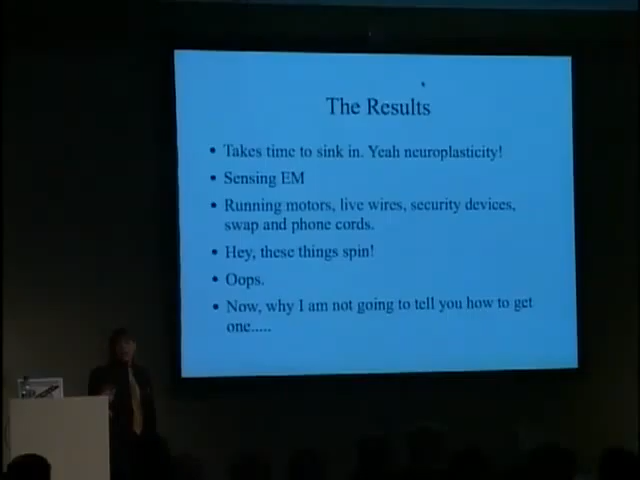 The Results
• Takes time to sink in. Yeah neuroplasticity!
• Sensing EM
• Running motors, live wires, security devices,
swap and phone cords.
• Hey, these things spin!
• Oops.
• Now, why I am not going to tell you how to get
one.....